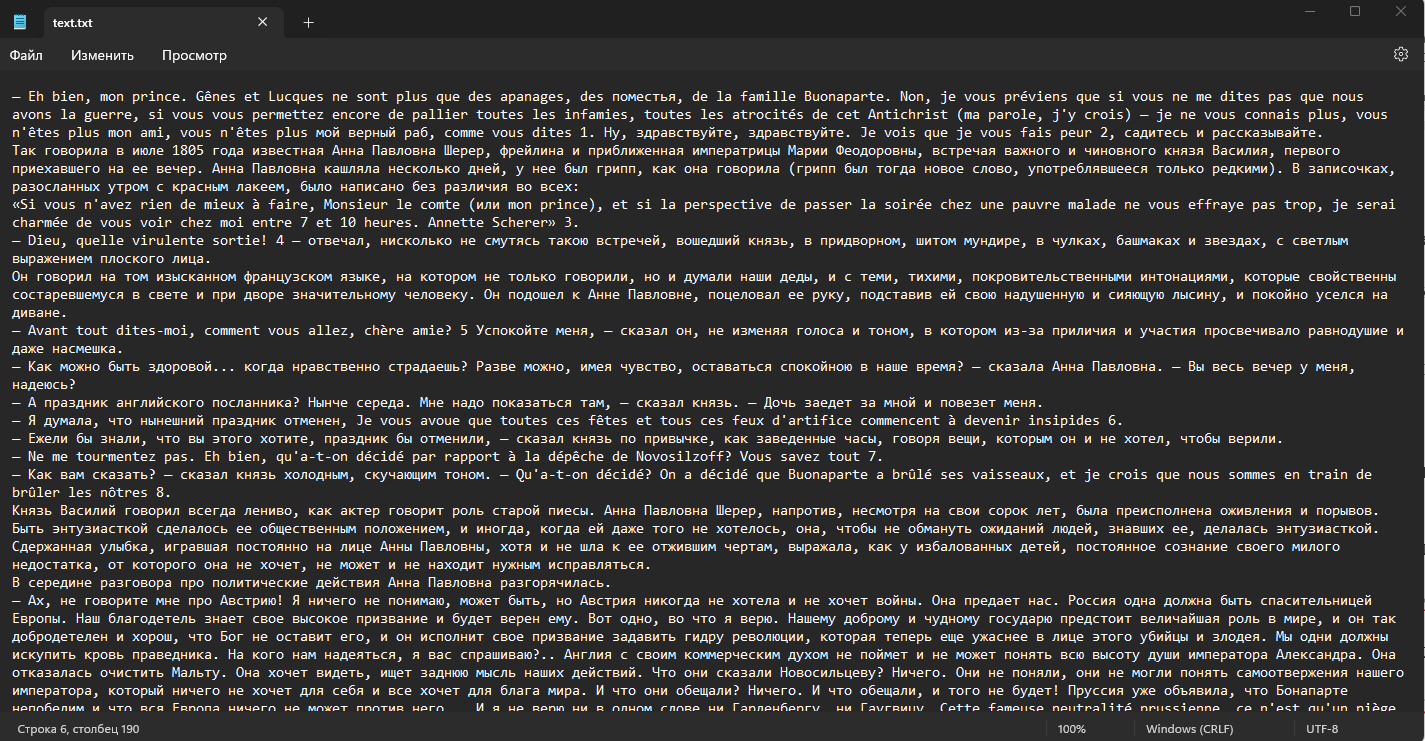 text.txt
Файл Изменить Просмотр
— Eh bien, mon prince. Gênes et Lucques ne sont plus que des apanages, des поместья, de la famille Buonaparte. Non, je vous préviens que si vous ne me dites pas que nous
avons la guerre, si vous vous permettez encore de pallier toutes les infamies, toutes les atrocités de cet Antichrist (ma parole, j'y crois) — je ne vous connais plus, vous
n'êtes plus mon ami, vous n'êtes plus мой верный раб, comme vous dites 1. Ну, здравствуйте, здравствуйте. Je vois que je vous fais peur 2, садитесь и рассказывайте.
Так говорила в июле 1805 года известная Анна Павловна Шерер, фрейлина и приближенная императрицы Марии Феодоровны, встречая важного и чиновного князя Василия, первого
приехавшего на ее вечер. Анна Павловна кашляла несколько дней, у нее был грипп, как она говорила (грипп был тогда новое слово, употреблявшееся только редкими). В записочках,
разосланных утром с красным лакеем, было написано без различия во всех:
«Si vous n'avez rien de mieux à faire, Monsieur le comte (или mon prince), et si la perspective de passer la soirée chez une pauvre malade ne vous effraye pas trop, je serai
charmée de vous voir chez moi entre 7 et 10 heures. Annette Scherer» 3.
— Dieu, quelle virulente sortie! 4 — отвечал, нисколько не смутясь такою встречей, вошедший князь, в придворном, шитом мундире, в чулках, башмаках и звездах, с светлым
выражением плоского лица.
Он говорил на том изысканном французском языке, на котором не только говорили, но и думали наши деды, и с теми, тихими, покровительственными интонациями, которые свойственны
состаревшемуся в свете и при дворе значительному человеку. Он подошел к Анне Павловне, поцеловал ее руку, подставив ей свою надушенную и сияющую лысину, и покойно уселся на
диване.
— Avant tout dites-moi, comment vous allez, chère amie? 5 Успокойте меня, — сказал он, не изменяя голоса и тоном, в котором из-за приличия и участия просвечивало равнодушие и
даже насмешка.
— Как можно быть здоровой... когда нравственно страдаешь? Разве можно, имея чувство, оставаться спокойною в наше время? — сказала Анна Павловна. — Вы весь вечер у меня,
надеюсь?
— А праздник английского посланника? Нынче середа. Мне надо показаться там, — сказал князь. — Дочь заедет за мной и повезет меня.
— Я думала, что нынешний праздник отменен, Je vous avoue que toutes ces fêtes et tous ces feux d'artifice commencent à devenir insipides 6.
— Ежели бы знали, что вы этого хотите, праздник бы отменили, — сказал князь по привычке, как заведенные часы, говоря вещи, которым он и не хотел, чтобы верили.
— Ne me tourmentez pas. Eh bien, qu'a-t-on décidé par rapport à la dépêche de Novosilzoff? Vous savez tout 7.
— Как вам сказать? — сказал князь холодным, скучающим тоном. — Qu'a-t-on décidé? On a décidé que Buonaparte a brûlé ses vaisseaux, et je crois que nous sommes en train de
brûler les nôtres 8.
Князь Василий говорил всегда лениво, как актер говорит роль старой пиесы. Анна Павловна Шерер, напротив, несмотря на свои сорок лет, была преисполнена оживления и порывов.
Быть энтузиасткой сделалось ее общественным положением, и иногда, когда ей даже того не хотелось, она, чтобы не обмануть ожиданий людей, знавших ее, делалась энтузиасткой.
Сдержанная улыбка, игравшая постоянно на лице Анны Павловны, хотя и не шла к ее отжившим чертам, выражала, как у избалованных детей, постоянное сознание своего милого
недостатка, от которого она не хочет, не может и не находит нужным исправляться.
В середине разговора про политические действия Анна Павловна разгорячилась.
— Ах, не говорите мне про Австрию! Я ничего не понимаю, может быть, но Австрия никогда не хотела и не хочет войны. Она предает нас. Россия одна должна быть спасительницей
Европы. Наш благодетель знает свое высокое призвание и будет верен ему. Вот одно, во что я верю. Нашему доброму и чудному государю предстоит величайшая роль в мире, и он так
добродетелен и хорош, что Бог не оставит его, и он исполнит свое призвание задавить гидру революции, которая теперь еще ужаснее в лице этого убийцы и злодея. Мы одни должны
искупить кровь праведника. На кого нам надеяться, я вас спрашиваю?.. Англия с своим коммерческим духом не поймет и не может понять всю высоту души императора Александра. Она
отказалась очистить Мальту. Она хочет видеть, ищет заднюю мысль наших действий. Что они сказали Новосильцеву? Ничего. Они не поняли, они не могли понять самоотвержения нашего
императора, который ничего не хочет для себя и все хочет для блага мира. И что они обещали? Ничего. И что обещали, и того не будет! Пруссия уже объявила, что Бонапарте
непобедим и что вся Европа ничего не может против него... И я не верю ни в одном слове ни Гарденбергу, ни Гаугвицу. Cette fameuse neutralité prussienne, ce n'est qu'un piège
Строка 6, столбец 190 100% Windows (CRLF) UTF-8